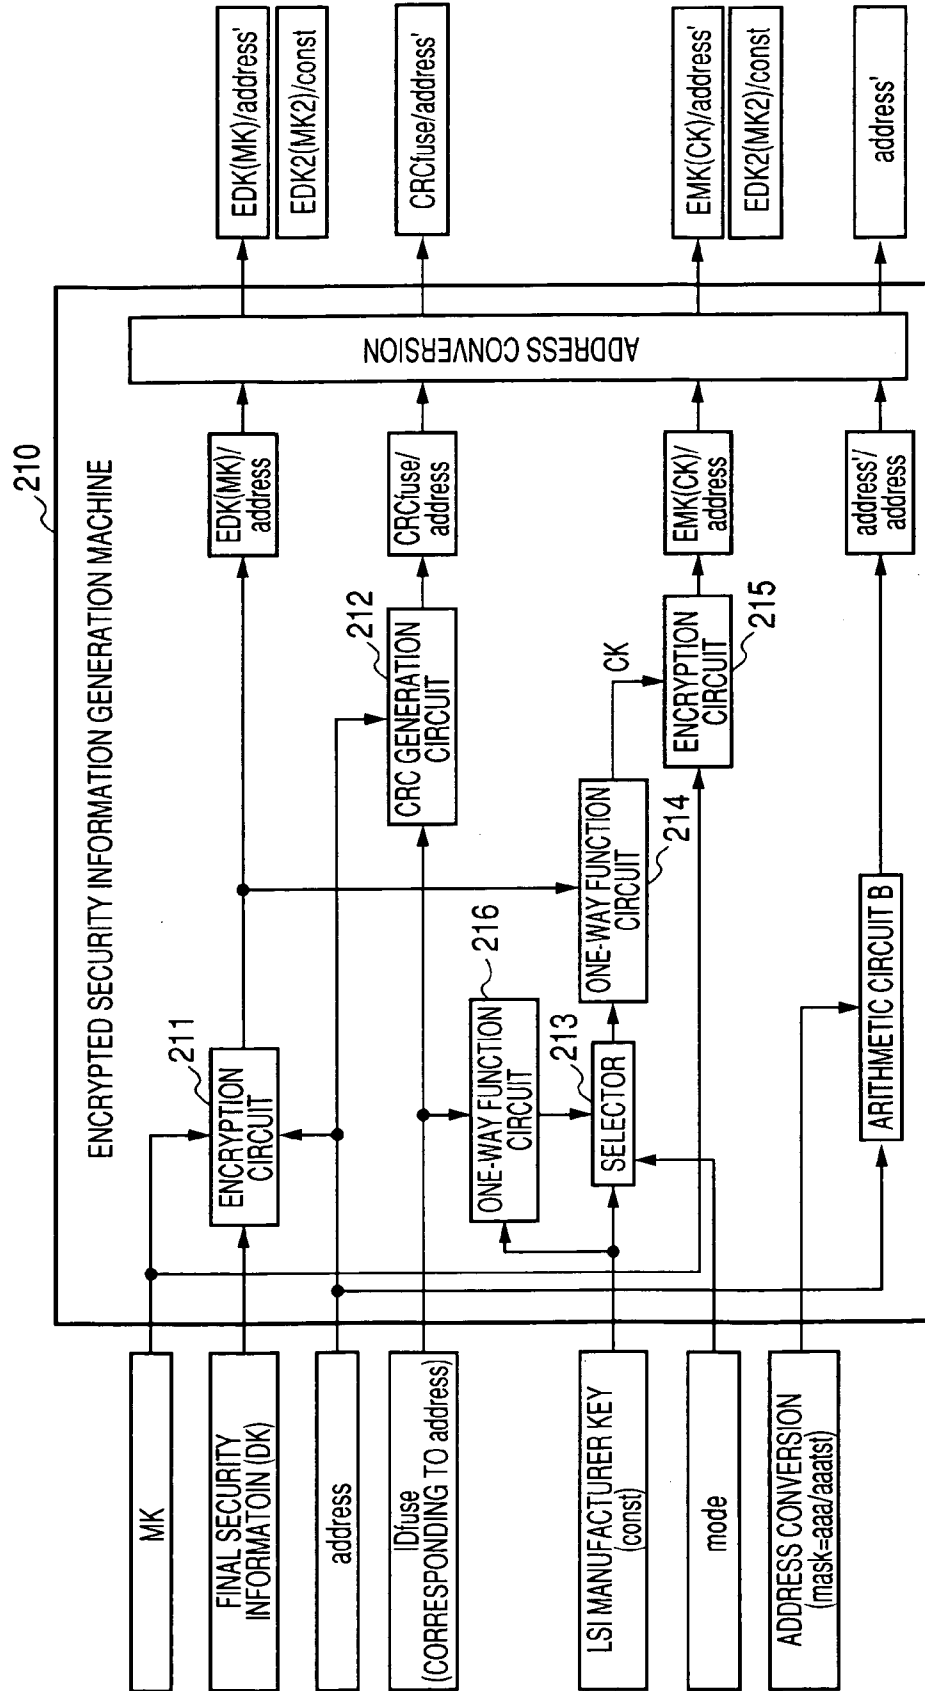 210
ENCRYPTED SECURITY INFORMATION GENERATION MACHINE
MK
FINAL SECURITY
INFORMATOIN (DK)
address
IDfuse
(CORRESPONDING TO address)
LSI MANUFACTURER KEY
(const)
mode
ADDRESS CONVERSION
(mask=aaa/aaatst)
211
ENCRYPTION
CIRCUIT
216
ONE-WAY FUNCTION
CIRCUIT
213
SELECTOR
ARITHMETIC CIRCUIT B
212
CRC GENERATION
CIRCUIT
ONE-WAY FUNCTION
CIRCUIT
214
CK
ENCRYPTION
CIRCUIT
215
EDK(MK)/
address
CRCfuse/
address
EMK(CK)/
address
address'/
address
ADDRESS CONVERSION
EDK(MK)/address'
EDK2(MK2)/const
CRCfuse/address'
EMK(CK)/address'
EDK2(MK2)/const
address'